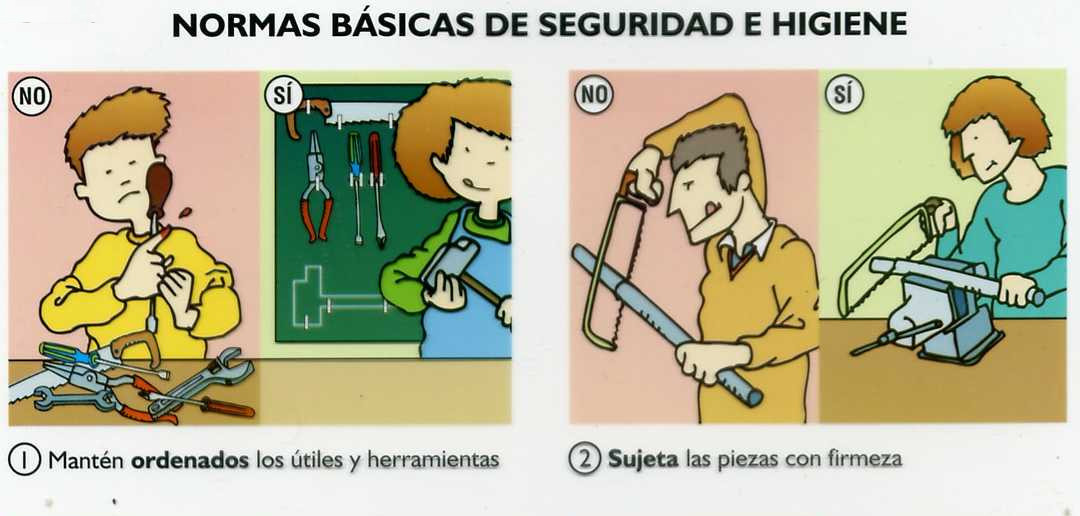 NORMAS BÁSICAS DE SEGURIDAD E HIGIENE
NO
SÍ
NO
SÍ
1 Mantén ordenados los útiles y herramientas
2 Sujeta las piezas con firmeza